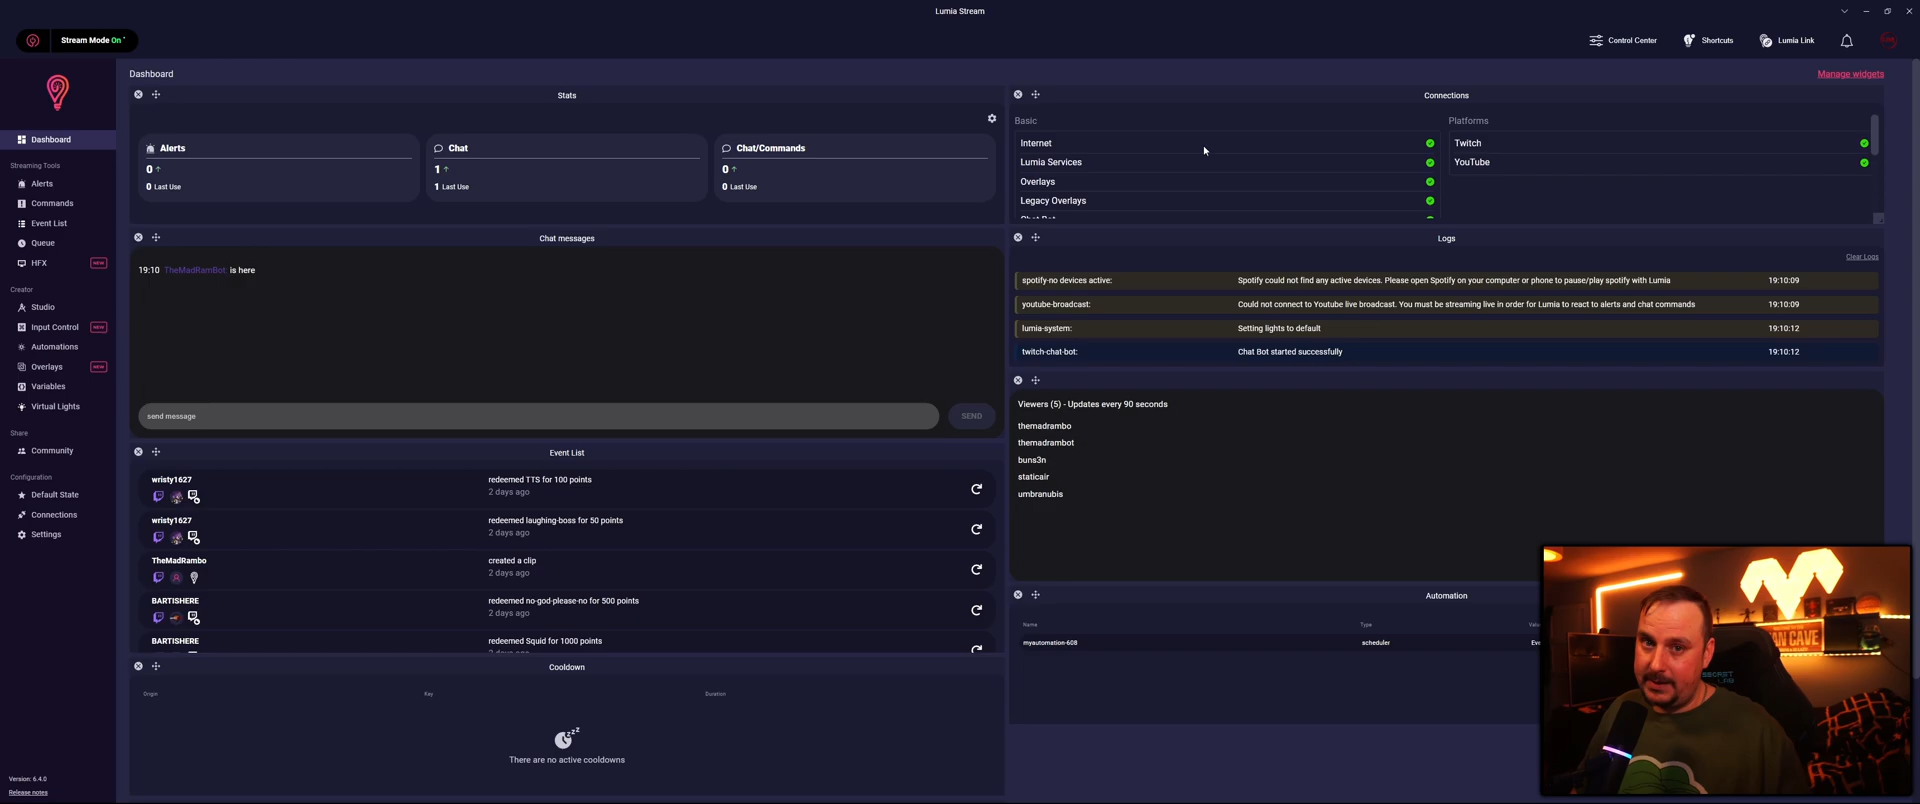 Lumia Stream
Stream Mode On
Control Center
Shortcuts
Lumia Link
Dashboard
Manage widgets
Dashboard
Streaming Tools
Alerts
Commands
Event List
Queue
HFX NEW
Creator
Studio
Input Control NEW
Automations
Overlays NEW
Variables
Virtual Lights
Share
Community
Configuration
Default State
Connections
Settings
Version: 6.4.0
Release notes
Stats
Alerts
0 ↑
0 Last Use
Chat
1 ↑
1 Last Use
Chat/Commands
0 ↑
0 Last Use
Chat messages
19:10 TheMadRamBot: is here
send message
SEND
Event List
wristy1627
redeemed TTS for 100 points
2 days ago
wristy1627
redeemed laughing-boss for 50 points
2 days ago
TheMadRambo
created a clip
2 days ago
BARTISHERE
redeemed no-god-please-no for 500 points
2 days ago
BARTISHERE
redeemed Squid for 1000 points
2 days ago
Cooldown
Origin Key Duration
There are no active cooldowns
Connections
Basic
Internet
Lumia Services
Overlays
Legacy Overlays
Chat Bot
Platforms
Twitch
YouTube
Logs
Clear Logs
spotify-no devices active: Spotify could not find any active devices. Please open Spotify on your computer or phone to pause/play spotify with Lumia 19:10:09
youtube-broadcast: Could not connect to Youtube live broadcast. You must be streaming live in order for Lumia to react to alerts and chat commands 19:10:09
lumia-system: Setting lights to default 19:10:12
twitch-chat-bot: Chat Bot started successfully 19:10:12
Viewers (5) - Updates every 90 seconds
themadrambo
themadrambot
buns3n
staticair
umbranubis
Automation
Name Type
myautomation-608 scheduler
SECRET
LAB